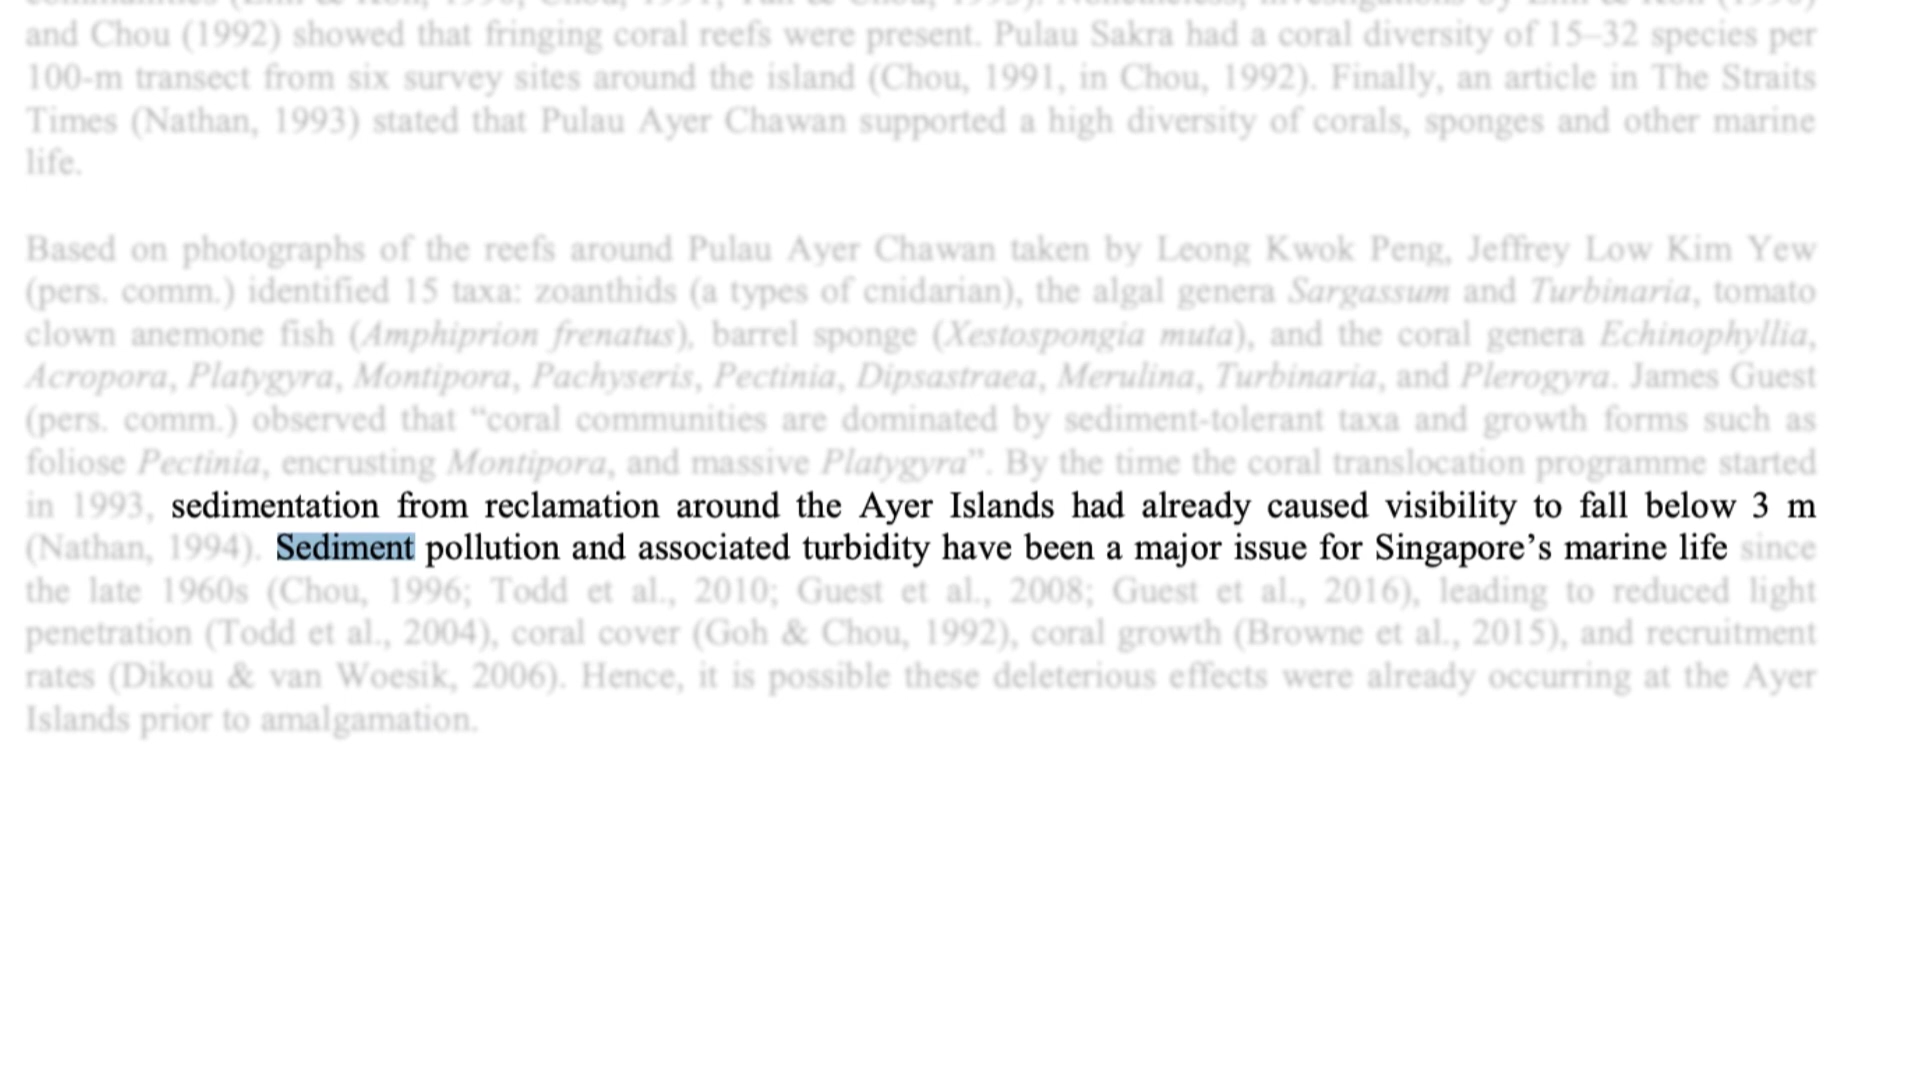 and Chou (1992) showed that fringing coral reefs were present. Pulau Sakra had a coral diversity of 15–32 species per
100-m transect from six survey sites around the island (Chou, 1991, in Chou, 1992). Finally, an article in The Straits
Times (Nathan, 1993) stated that Pulau Ayer Chawan supported a high diversity of corals, sponges and other marine
life.
Based on photographs of the reefs around Pulau Ayer Chawan taken by Leong Kwok Peng, Jeffrey Low Kim Yew
(pers. comm.) identified 15 taxa: zoanthids (a types of cnidarian), the algal genera Sargassum and Turbinaria, tomato
clown anemone fish (Amphiprion frenatus), barrel sponge (Xestospongia muta), and the coral genera Echinophyllia,
Acropora, Platygyra, Montipora, Pachyseris, Pectinia, Dipsastraea, Merulina, Turbinaria, and Plerogyra. James Guest
(pers. comm.) observed that “coral communities are dominated by sediment-tolerant taxa and growth forms such as
foliose Pectinia, encrusting Montipora, and massive Platygyra”. By the time the coral translocation programme started
in 1993, sedimentation from reclamation around the Ayer Islands had already caused visibility to fall below 3 m
(Nathan, 1994). Sediment pollution and associated turbidity have been a major issue for Singapore’s marine life since
the late 1960s (Chou, 1996; Todd et al., 2010; Guest et al., 2008; Guest et al., 2016), leading to reduced light
penetration (Todd et al., 2004), coral cover (Goh & Chou, 1992), coral growth (Browne et al., 2015), and recruitment
rates (Dikou & van Woesik, 2006). Hence, it is possible these deleterious effects were already occurring at the Ayer
Islands prior to amalgamation.